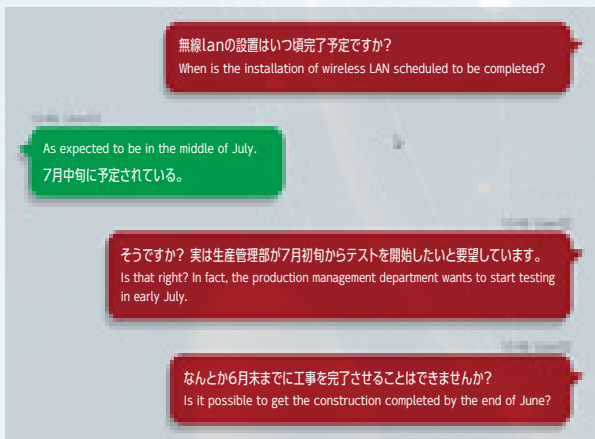 無線lanの設置はいつ頃完了予定ですか？
When is the installation of wireless LAN scheduled to be completed?
As expected to be in the middle of July.
7月中旬に予定されている。
そうですか？ 実は生産管理部が7月初旬からテストを開始したいと要望しています。
Is that right? In fact, the production management department wants to start testing
in early July.
なんとか6月末までに工事を完了させることはできませんか？
Is it possible to get the construction completed by the end of June?